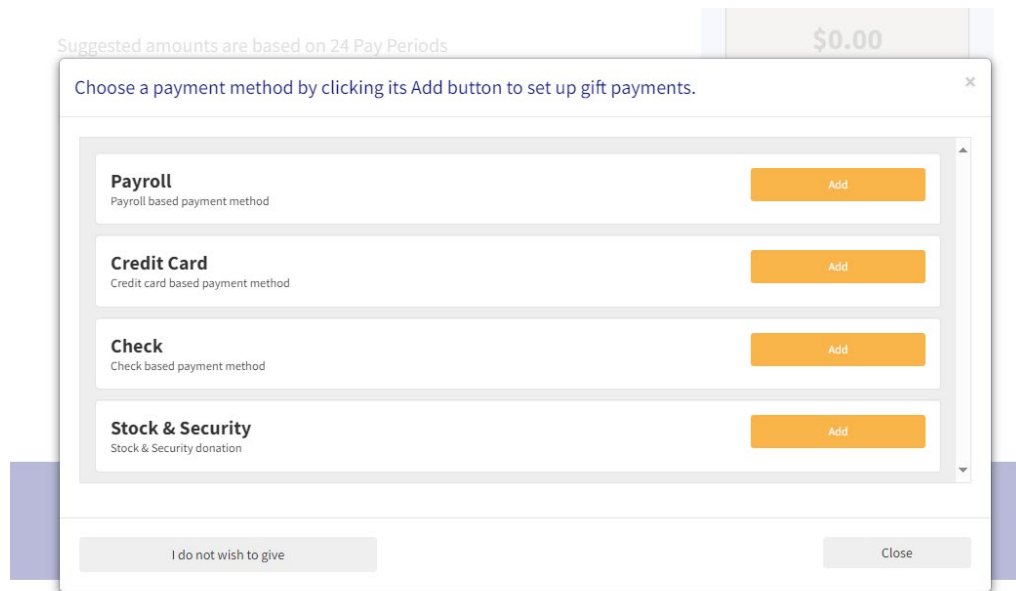 Suggested amounts are based on 24 Pay Periods
$0.00
Choose a payment method by clicking its Add button to set up gift payments.
×
Payroll
Payroll based payment method
Add
Credit Card
Credit card based payment method
Add
Check
Check based payment method
Add
Stock & Security
Stock & Security donation
Add
I do not wish to give
Close